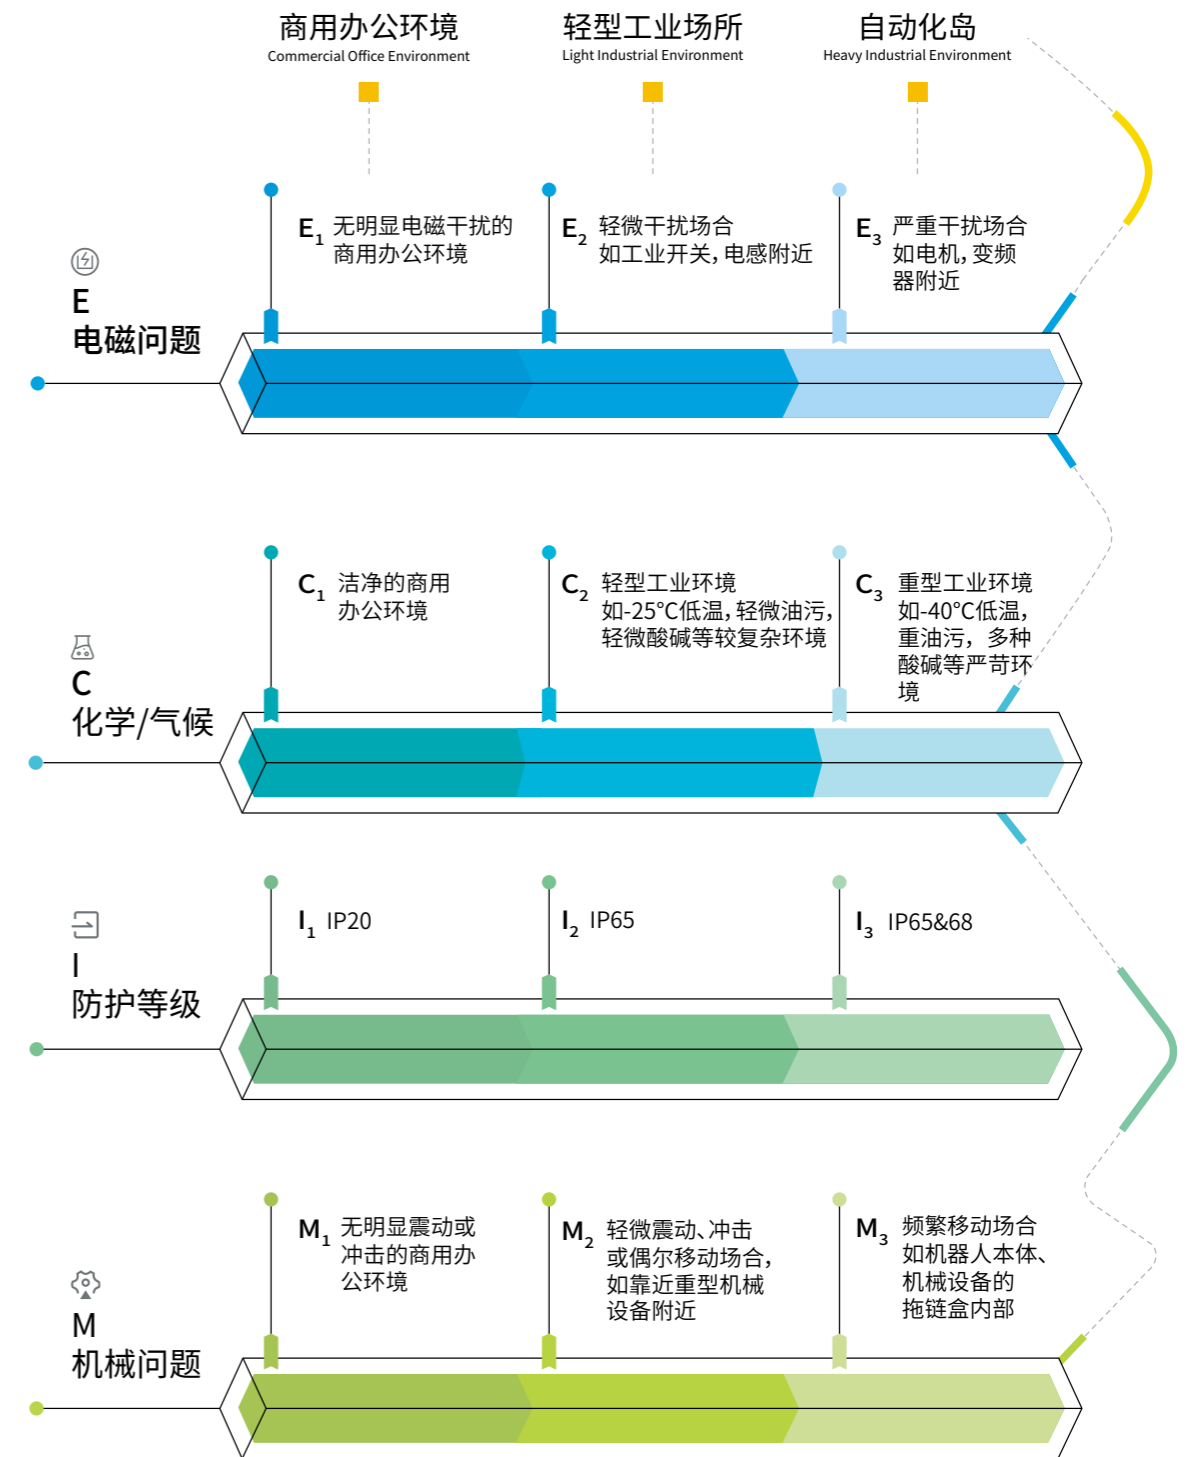 商用办公环境
Commercial Office Environment
轻型工业场所
Light Industrial Environment
自动化岛
Heavy Industrial Environment
E
电磁问题
E1 无明显电磁干扰的
商用办公环境
E2 轻微干扰场合
如工业开关，电感附近
E3 严重干扰场合
如电机，变频
器附近
C
化学/气候
C1 洁净的商用
办公环境
C2 轻型工业环境
如-25℃低温，轻微油污，
轻微酸碱等较复杂环境
C3 重型工业环境
如-40℃低温，
重油污，多种
酸碱等严苛环
境
I
防护等级
I1 IP20
I2 IP65
I3 IP65&68
M
机械问题
M1 无明显震动或
冲击的商用办
公环境
M2 轻微震动、冲击
或偶尔移动场合，
如靠近重型机械
设备附近
M3 频繁移动场合
如机器人本体、
机械设备的
拖链盒内部